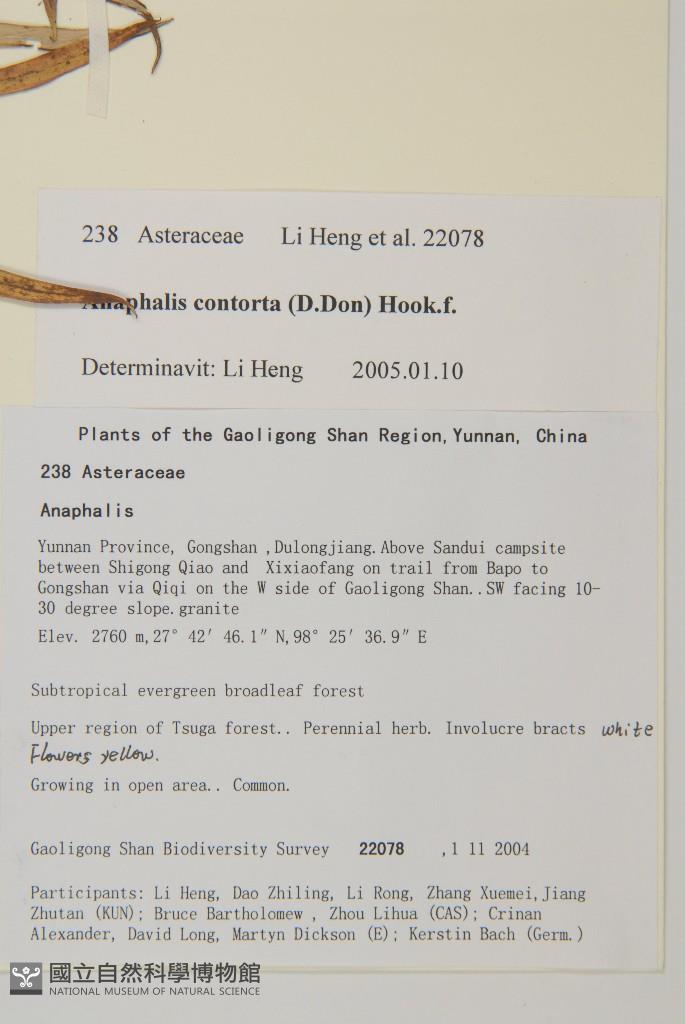 238 Asteraceae Li Heng et al. 22078
Anaphalis contorta (D.Don) Hook.f.
Determinavit: Li Heng 2005.01.10
Plants of the Gaoligong Shan Region,Yunnan, China
238 Asteraceae
Anaphalis
Yunnan Province, Gongshan ,Dulongjiang.Above Sandui campsite
between Shigong Qiao and Xixiaofang on trail from Bapo to
Gongshan via Qiqi on the W side of Gaoligong Shan..SW facing 10-
30 degree slope.granite
Elev. 2760 m,27° 42′ 46.1″ N,98° 25′ 36.9″ E
Subtropical evergreen broadleaf forest
Upper region of Tsuga forest.. Perennial herb. Involucre bracts white
Flowers yellow.
Growing in open area.. Common.
Gaoligong Shan Biodiversity Survey 22078 ,1 11 2004
Participants: Li Heng, Dao Zhiling, Li Rong, Zhang Xuemei,Jiang
Zhutan (KUN); Bruce Bartholomew , Zhou Lihua (CAS); Crinan
Alexander, David Long, Martyn Dickson (E); Kerstin Bach (Germ.)
國立自然科學博物館
NATIONAL MUSEUM OF NATURAL SCIENCE